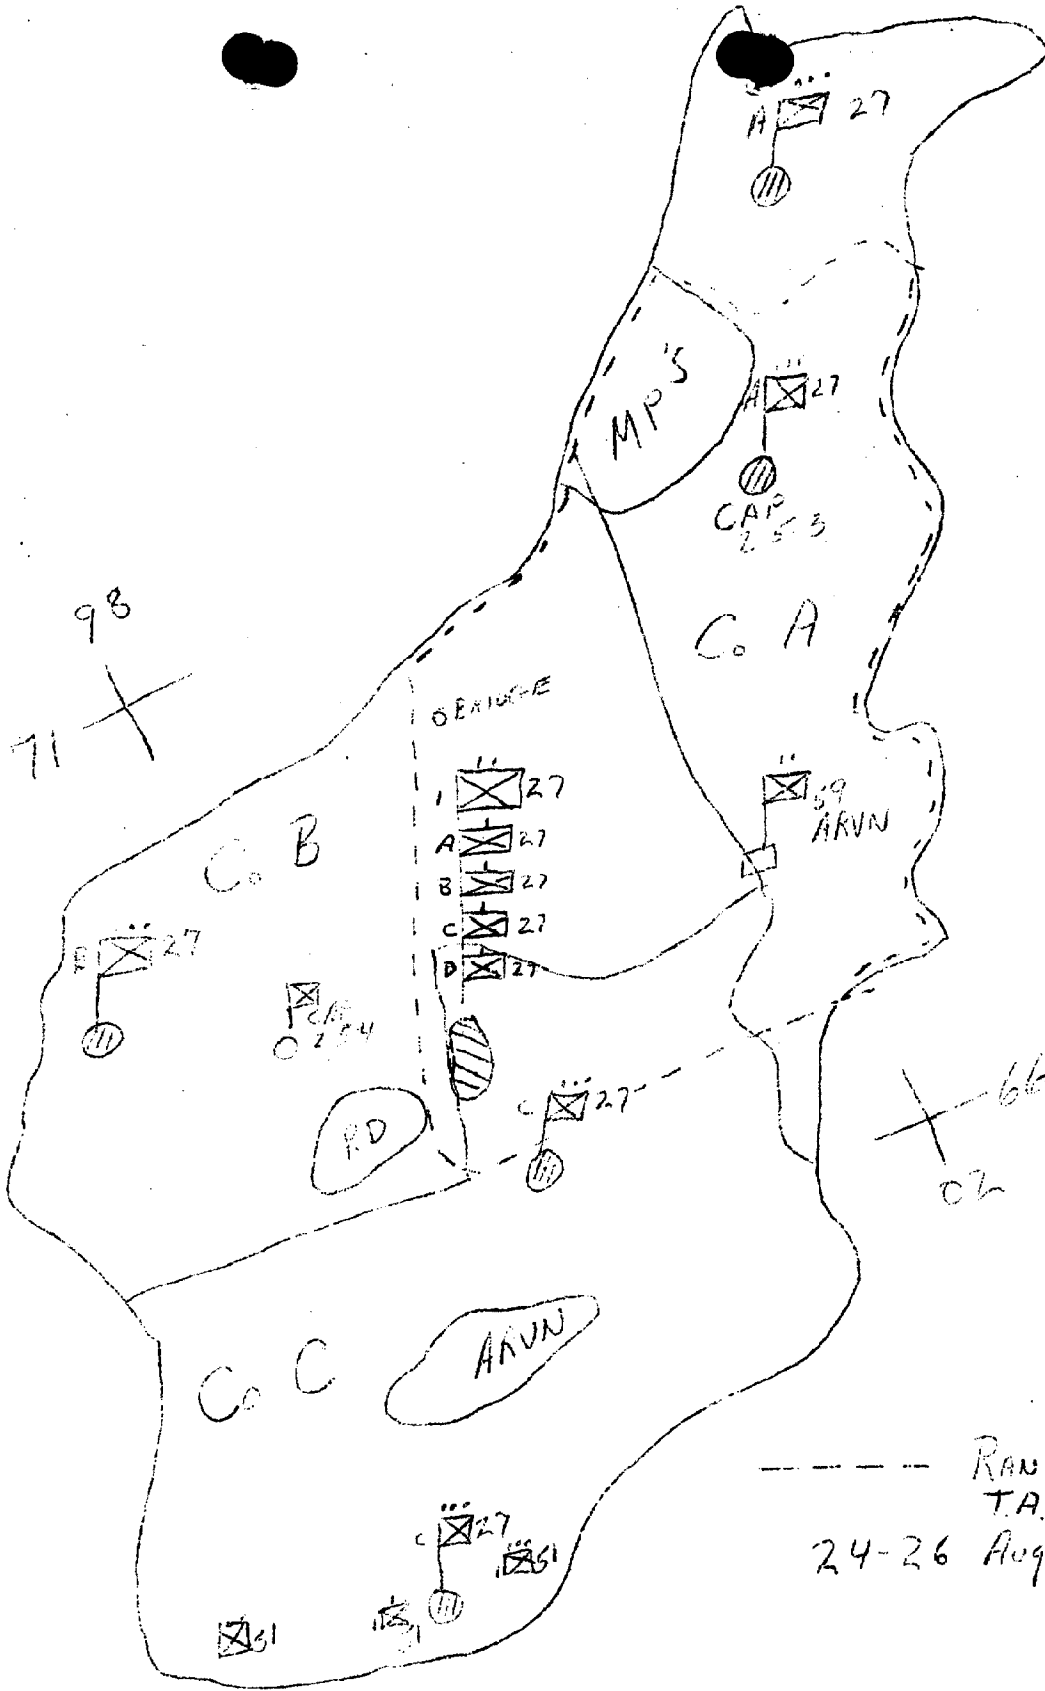 A 27
MP'S
A 27
CAP
2 5-3
98
71
Co A
1 27
A 27
B 27
C 27
D 27
59
ARVN
Co B
27
CAP
C 27
RD
66
02
Co C
ARVN
C 27
51
51
RAN
T.A.
24-26 Aug